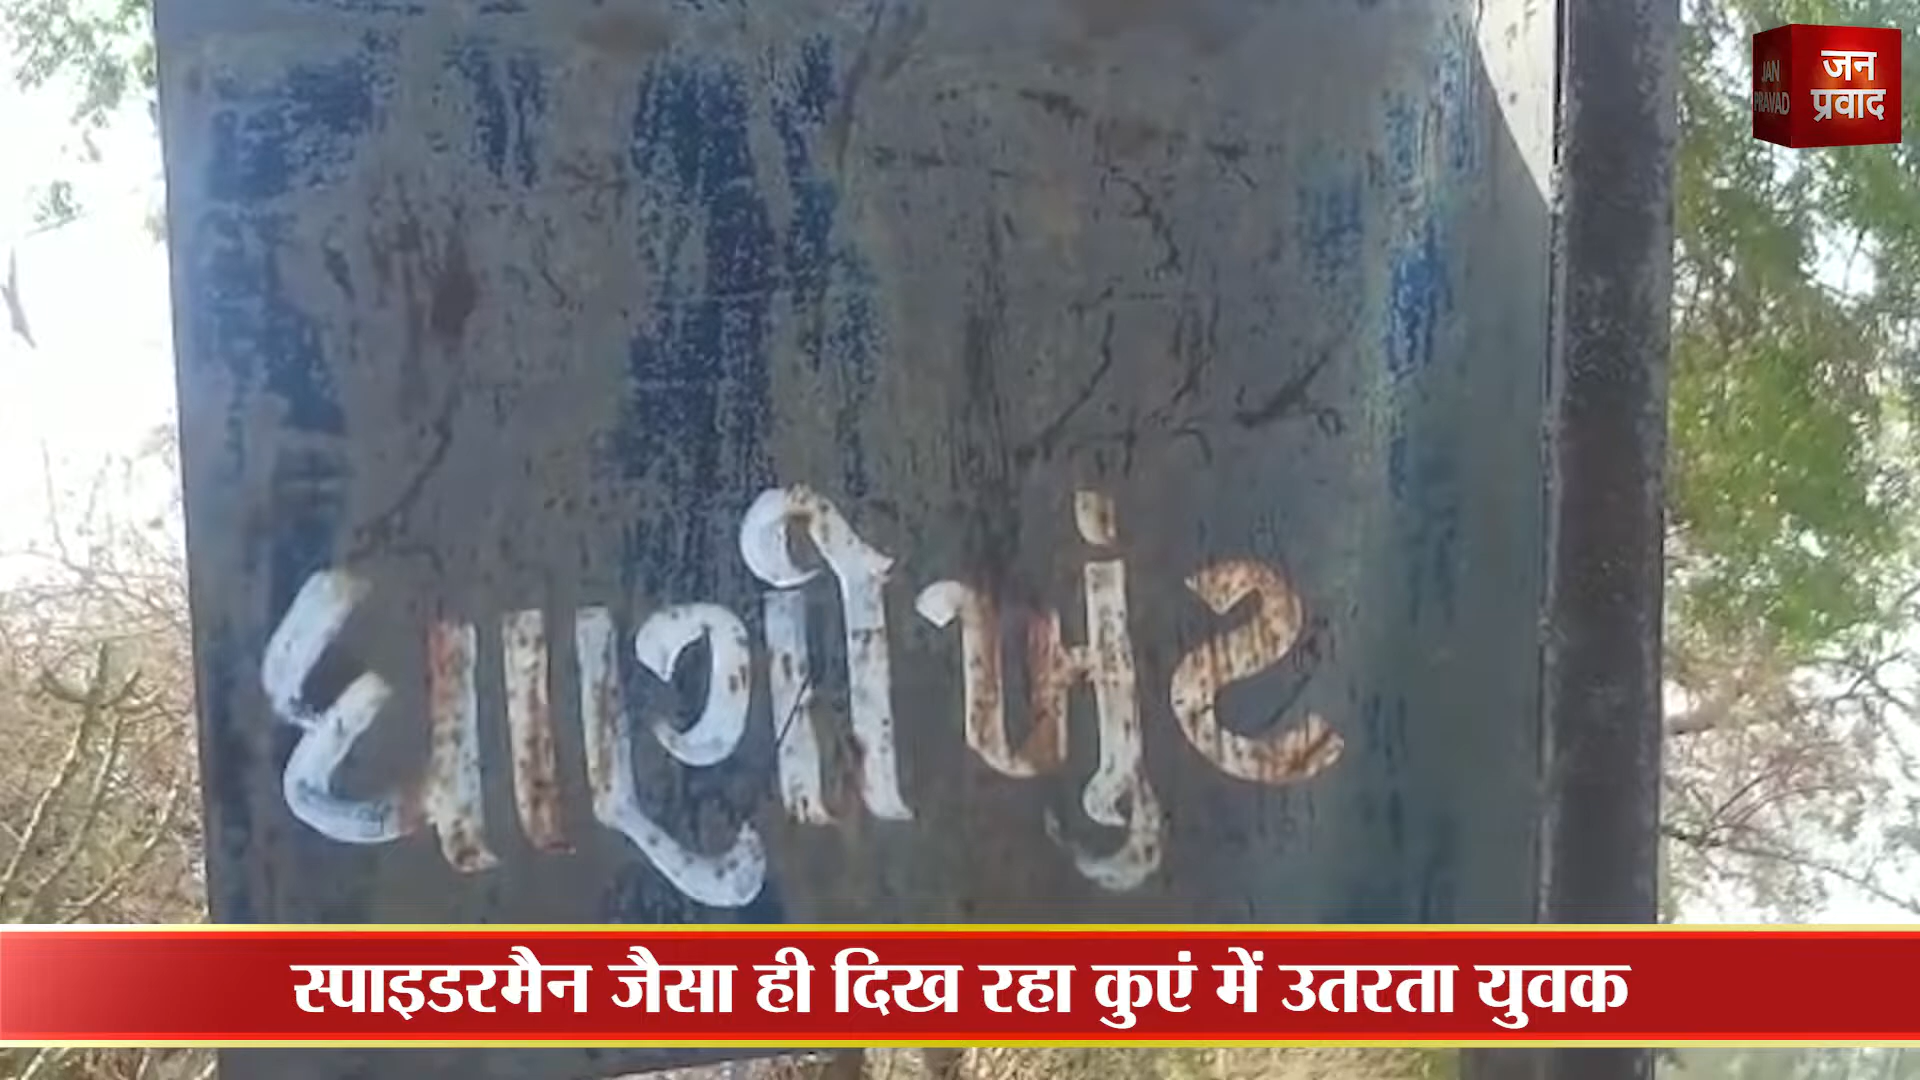 JAN
PRAVAD
जन
प्रवाद
ઘાણીખુંટ
स्पाइडरमैन जैसा ही दिख रहा कुएं में उतरता युवक